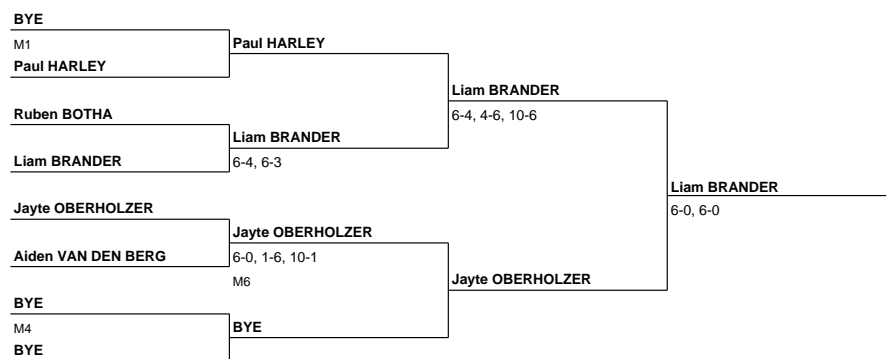 BYE
M1
Paul HARLEY
Paul HARLEY
Ruben BOTHA
Liam BRANDER
Liam BRANDER
6-4, 6-3
Liam BRANDER
6-4, 4-6, 10-6
Jayte OBERHOLZER
Aiden VAN DEN BERG
Jayte OBERHOLZER
6-0, 1-6, 10-1
M6
BYE
M4
BYE
BYE
Jayte OBERHOLZER
Liam BRANDER
6-0, 6-0